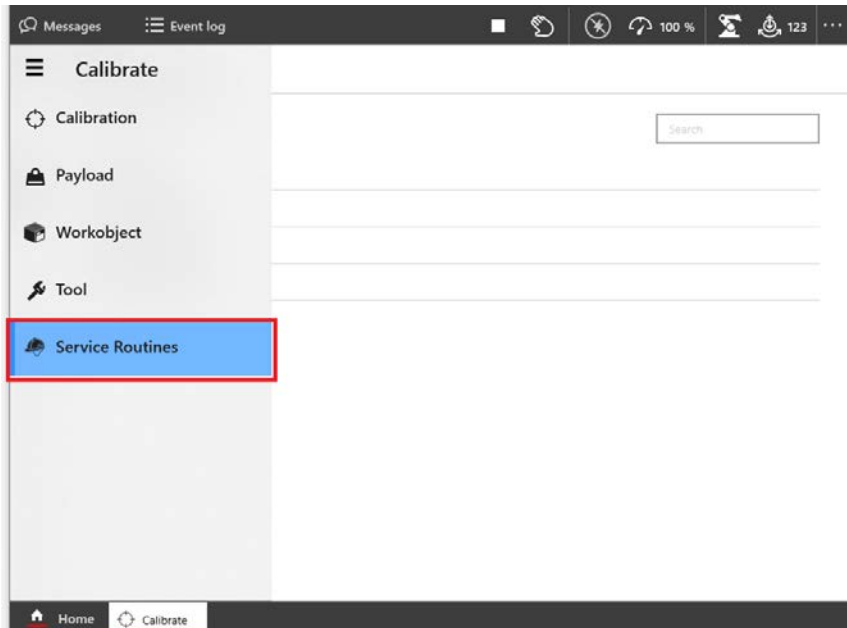 Messages Event log 100 % 123
Calibrate
Calibration
Search
Payload
Workobject
Tool
Service Routines
Home Calibrate